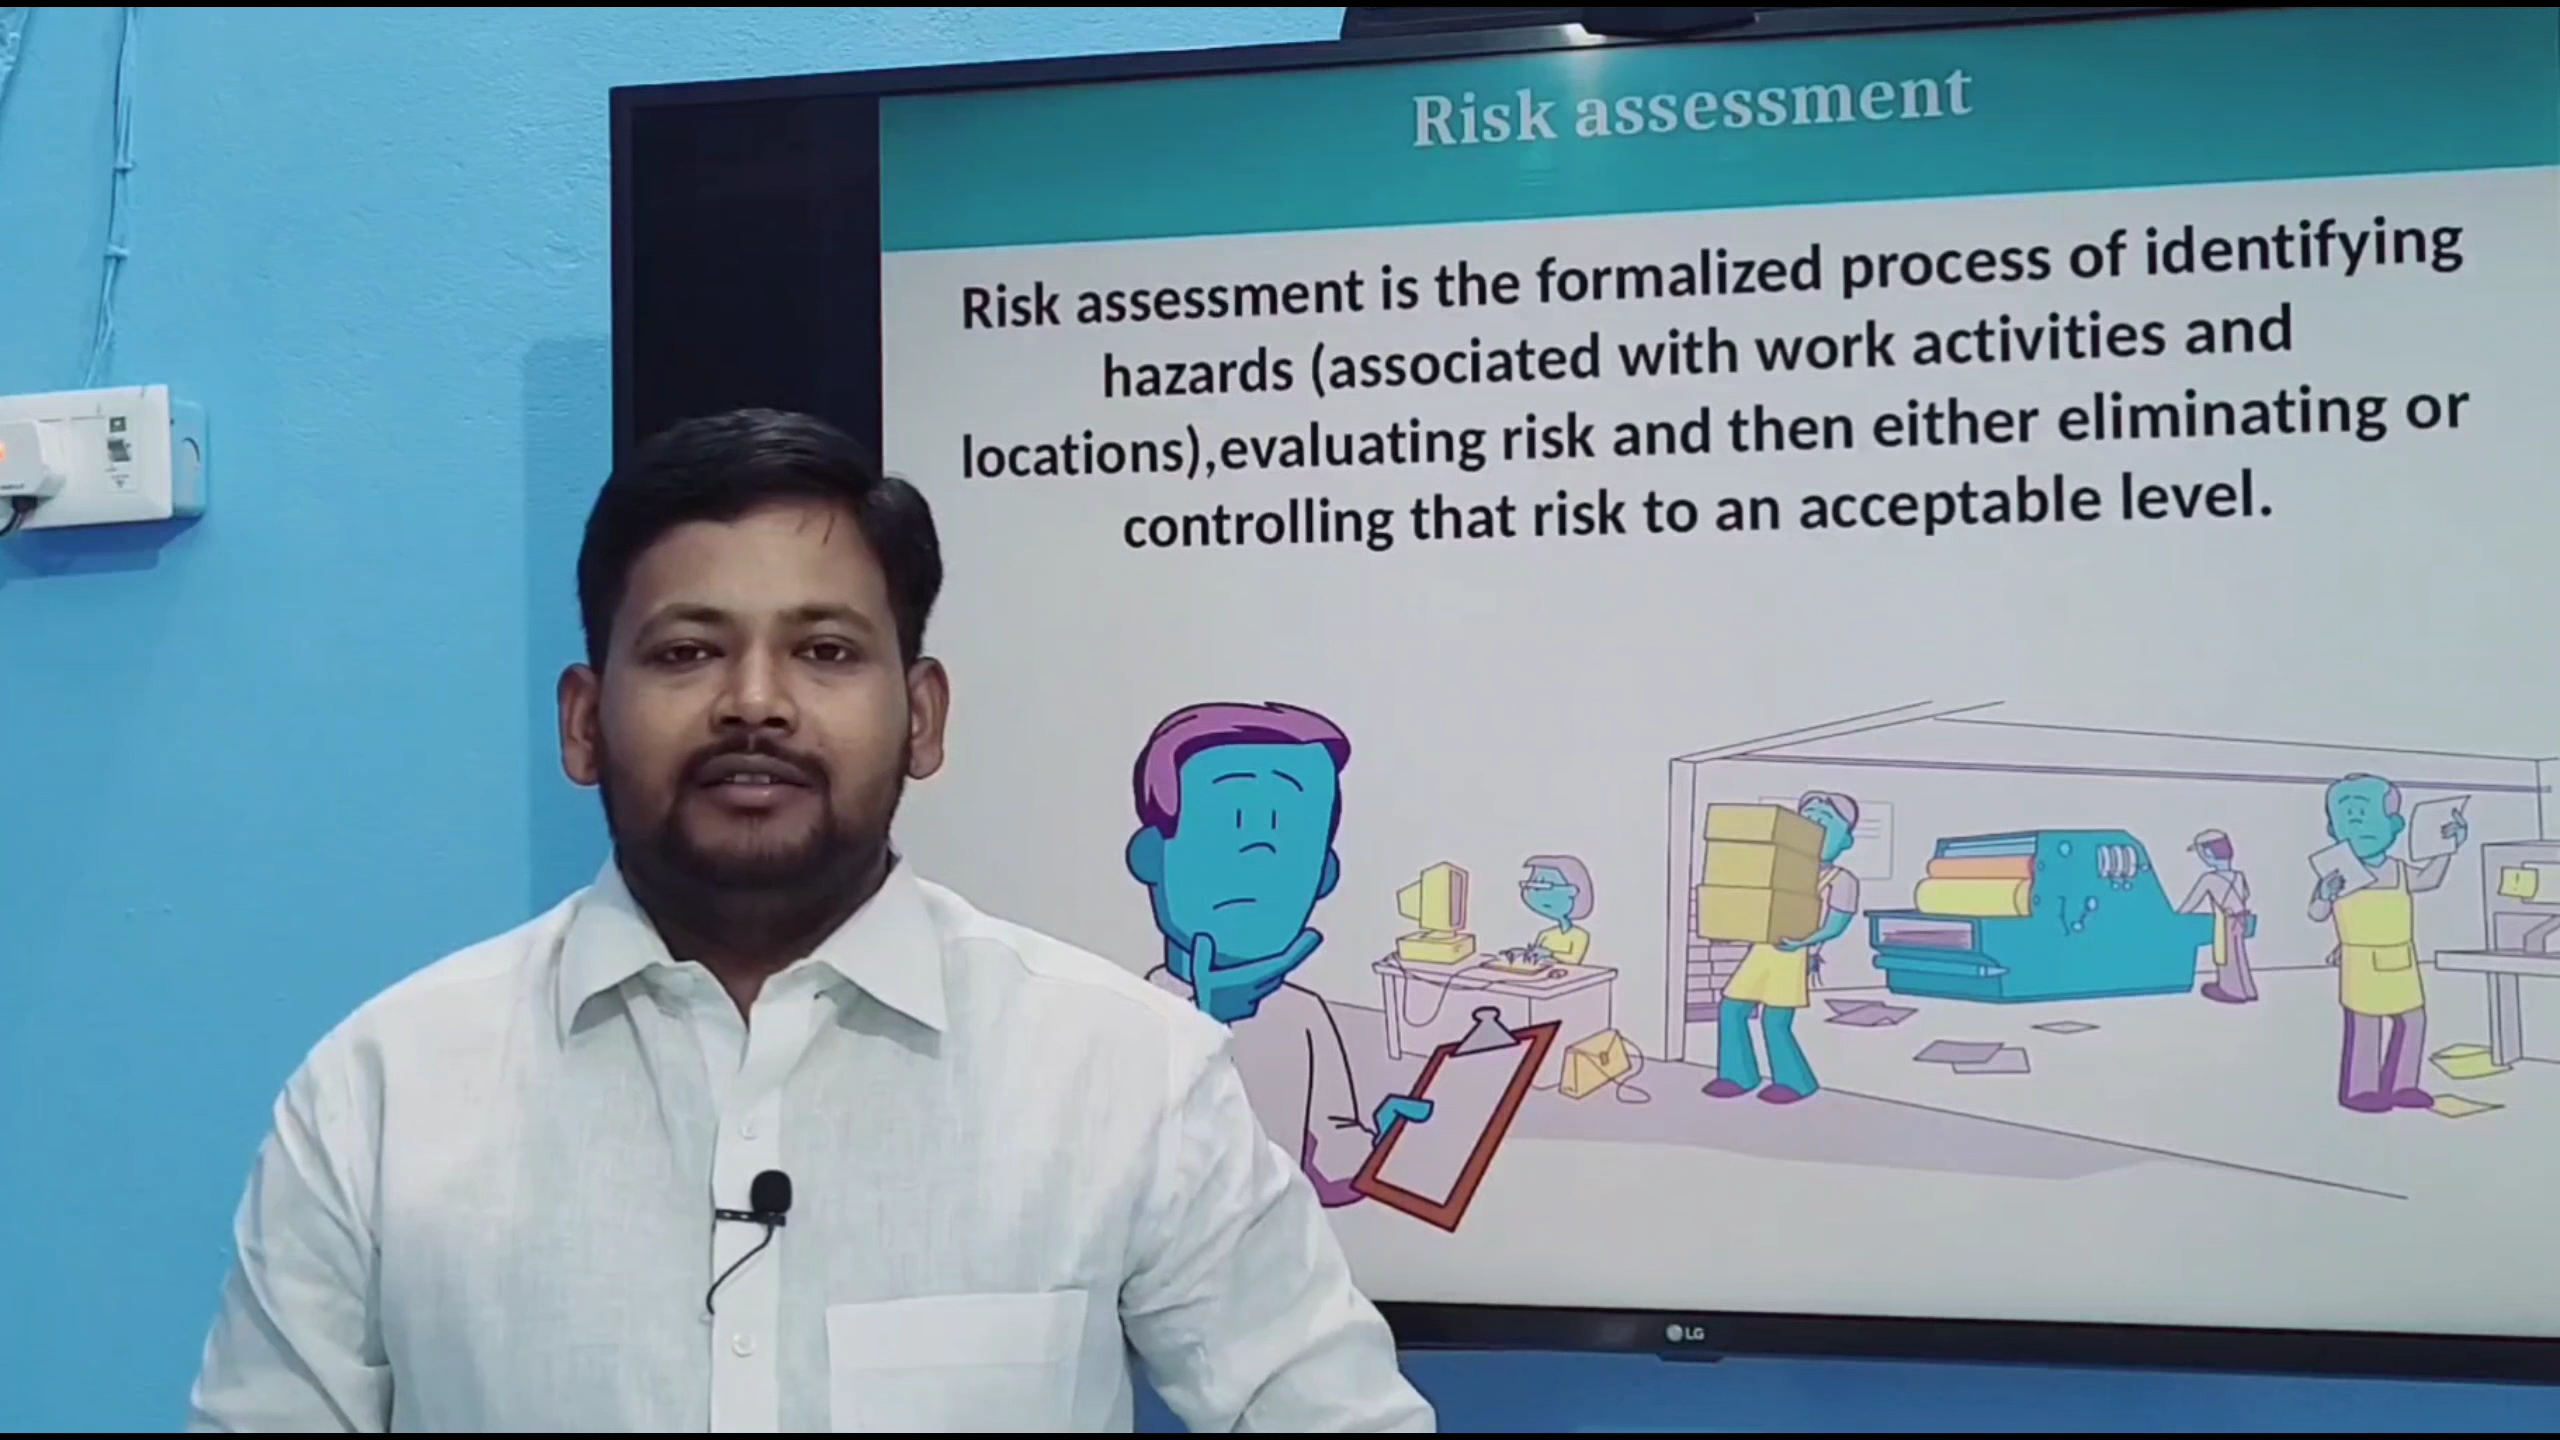 Risk assessment
Risk assessment is the formalized process of identifying
hazards (associated with work activities and
locations),evaluating risk and then either eliminating or
controlling that risk to an acceptable level.
LG